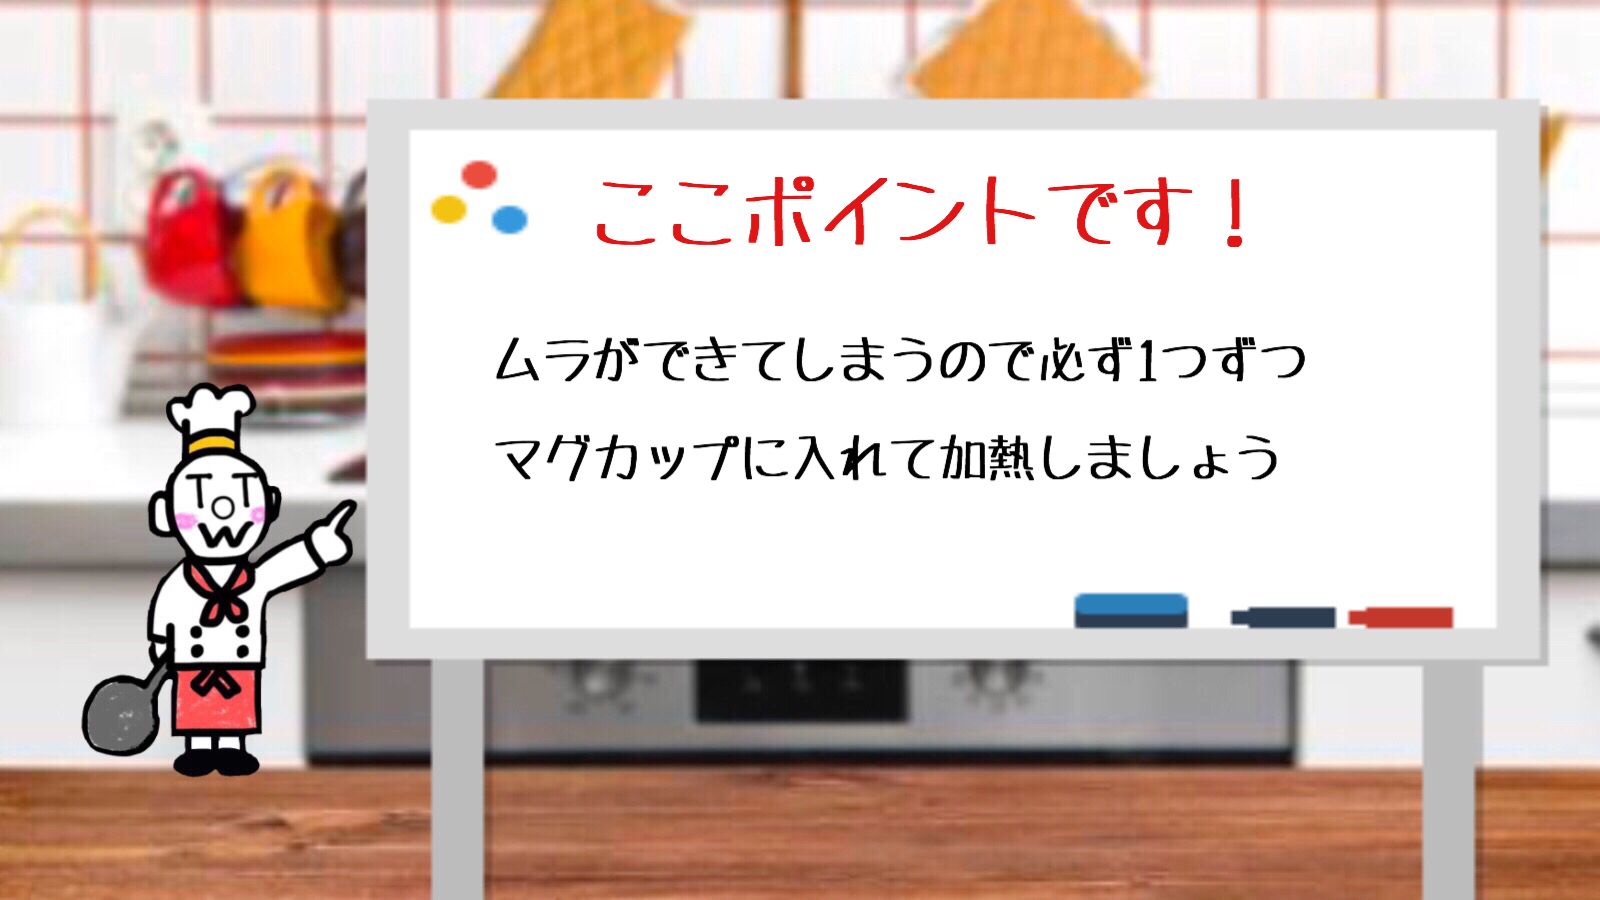 ここポイントです！
ムラができてしまうので必ず1つずつ
マグカップに入れて加熱しましょう